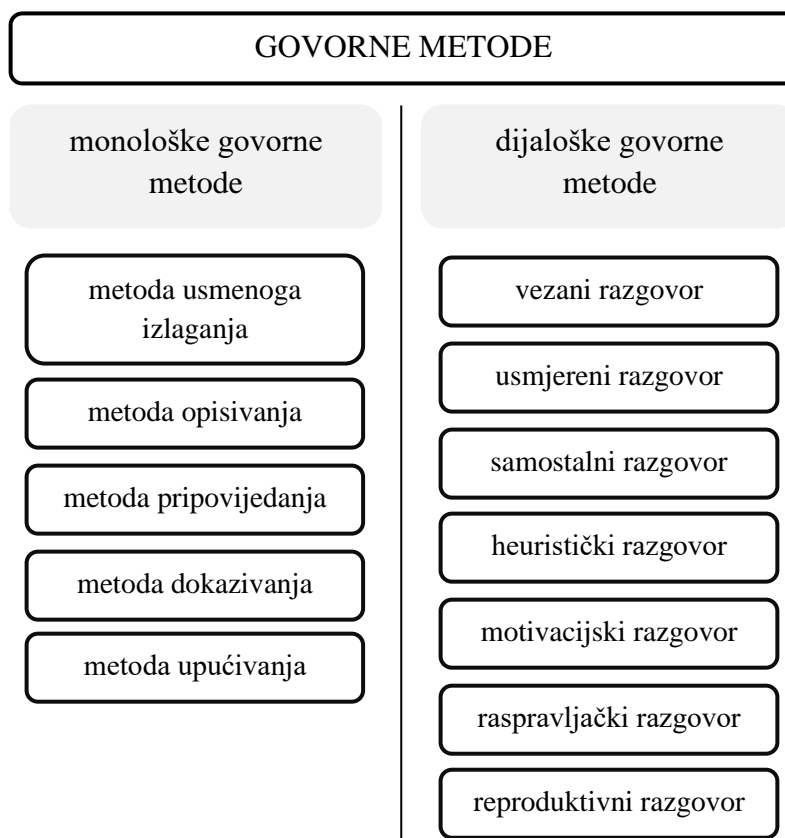 GOVORNE METODE
monološke govorne
metode
metoda usmenoga
izlaganja
metoda opisivanja
metoda pripovijedanja
metoda dokazivanja
metoda upućivanja
dijaloške govorne
metode
vezani razgovor
usmjereni razgovor
samostalni razgovor
heuristički razgovor
motivacijski razgovor
raspravljački razgovor
reproduktivni razgovor